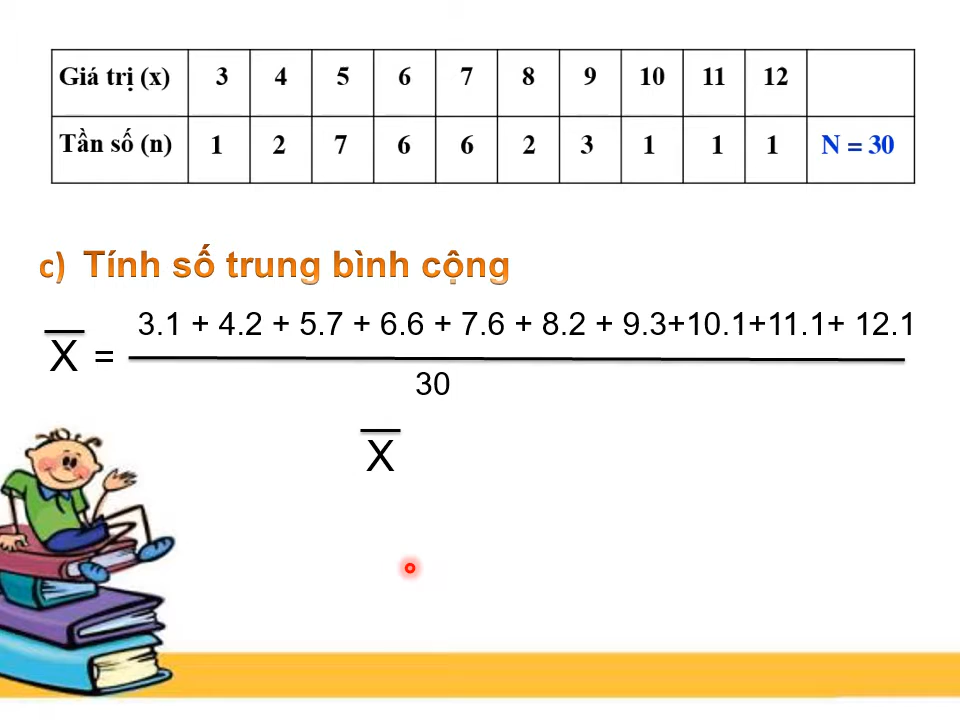 Giá trị (x) 3 4 5 6 7 8 9 10 11 12
Tần số (n) 1 2 7 6 6 2 3 1 1 1 N = 30
c) Tính số trung bình cộng
3.1 + 4.2 + 5.7 + 6.6 + 7.6 + 8.2 + 9.3+10.1+11.1+ 12.1
X =
30
X